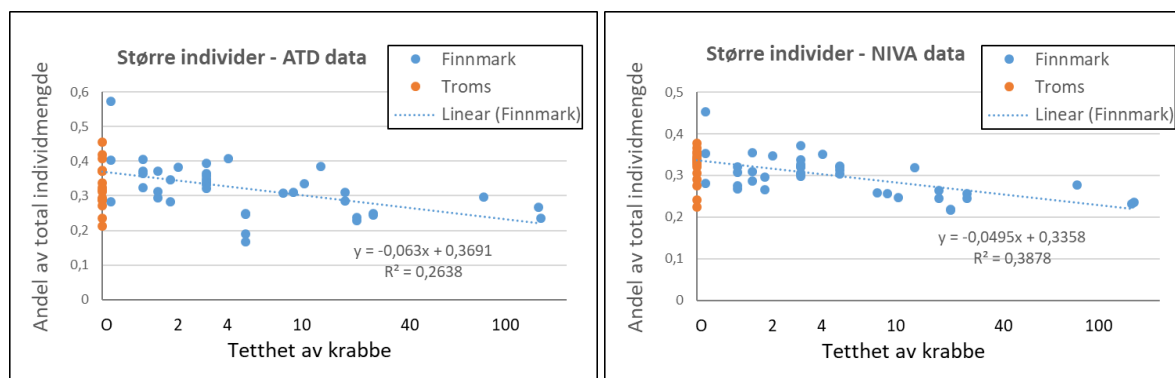 Større individer - ATD data
Finnmark
Troms
Linear (Finnmark)
Andel av total individmengde
0,6
0,5
0,4
0,3
0,2
0,1
0
y = -0,063x + 0,3691
R² = 0,2638
O 2 4 10 40 100
Tetthet av krabbe
Større individer - NIVA data
Finnmark
Troms
Linear (Finnmark)
Andel av total individmengde
0,5
0,4
0,3
0,2
0,1
0
y = -0,0495x + 0,3358
R² = 0,3878
O 2 4 10 40 100
Tetthet av krabbe